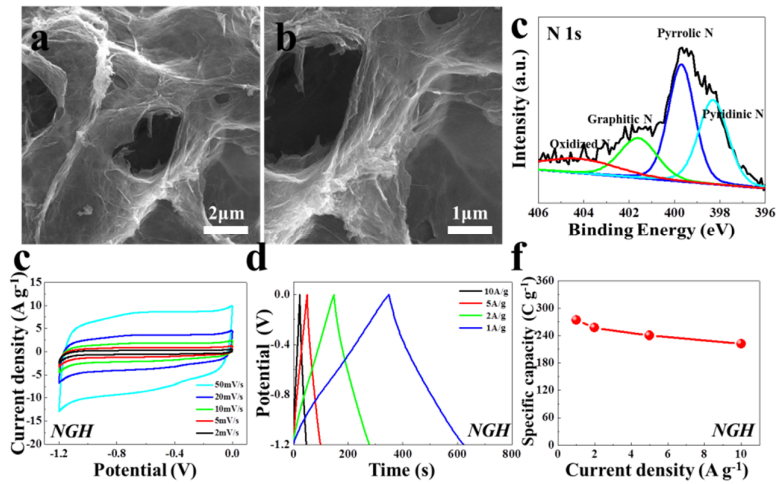 a
2μm
b
1μm
c
N 1s
Pyrrolic N
Pyridinic N
Graphitic N
Oxidized N
Intensity (a.u.)
406 404 402 400 398 396
Binding Energy (eV)
c
Current density (A g-1)
15
10
5
0
-5
-10
-15
-20
50mV/s
20mV/s
10mV/s
5mV/s
2mV/s
NGH
-1.2 -0.8 -0.4 0.0
Potential (V)
d
Potential (V)
0.0
-0.4
-0.8
-1.2
10A/g
5A/g
2A/g
1A/g
NGH
0 200 400 600 800
Time (s)
f
Specific capacity (C g-1)
360
300
240
180
120
60
0
NGH
0 2 4 6 8 10
Current density (A g-1)